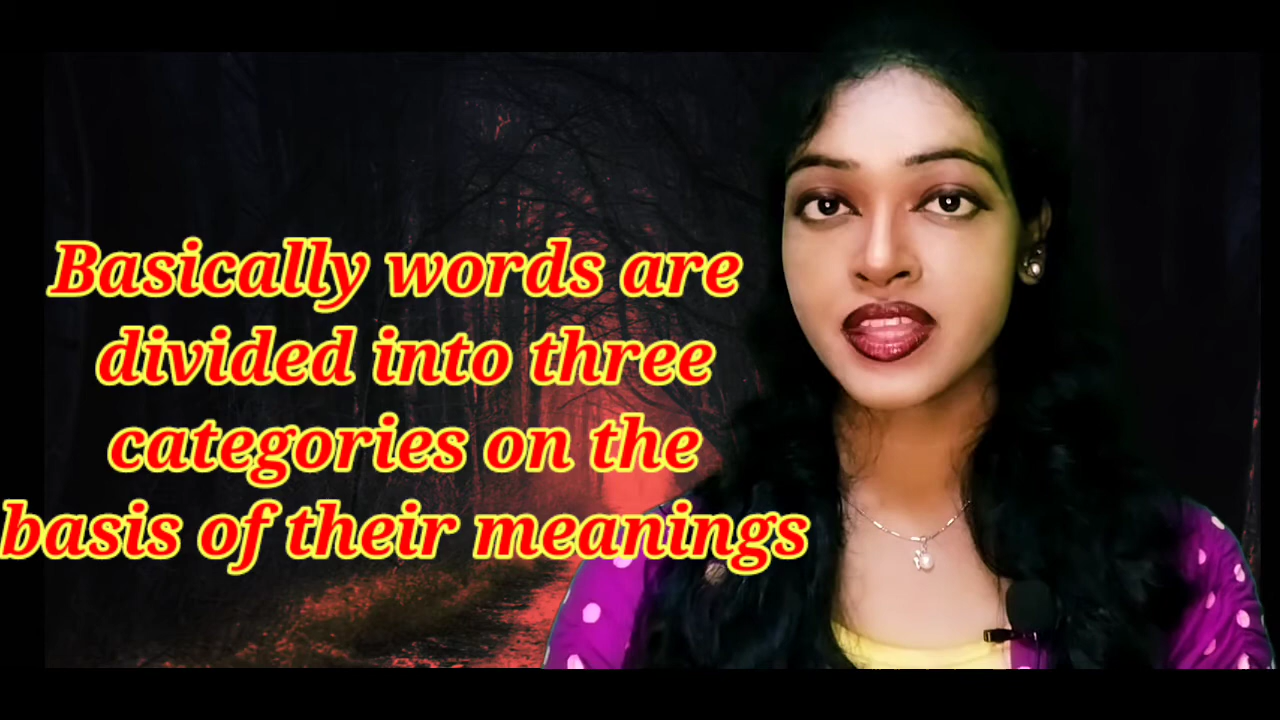 Basically words are
divided into three
categories on the
basis of their meanings